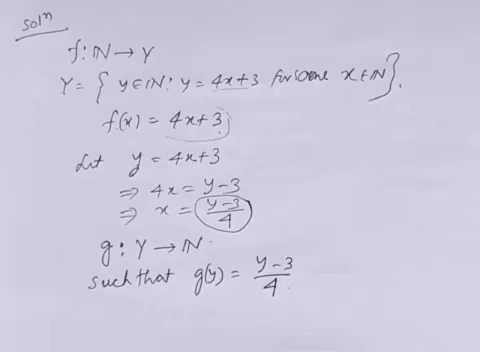 Solⁿ
f: ℕ → Y
Y = { y∈ℕ: y = 4x+3 for some x∈ℕ}.
f(x) = 4x+3
Let y = 4x+3
⇒ 4x = y-3
⇒ x = (y-3)/4
g: Y → ℕ.
such that g(y) = (y-3)/4.